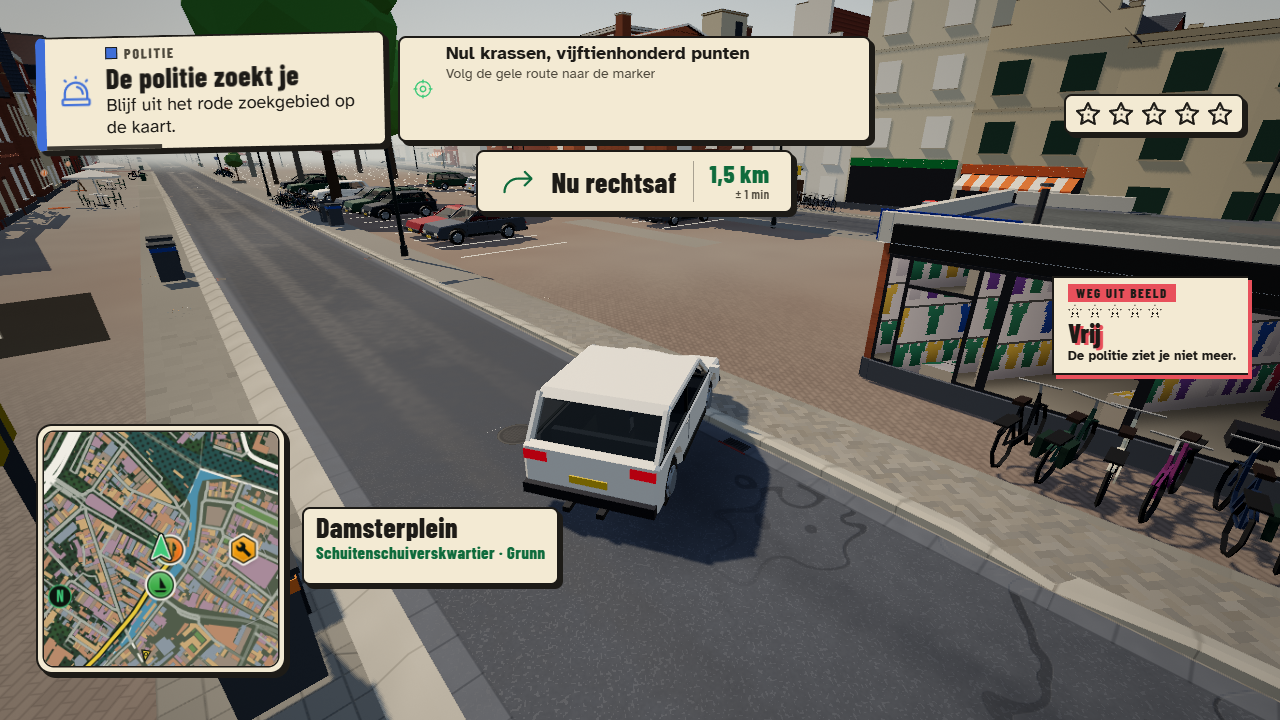 POLITIE
De politie zoekt je
Blijf uit het rode zoekgebied op
de kaart.
Nul krassen, vijftienhonderd punten
Volg de gele route naar de marker
Nu rechtsaf
1,5 km
± 1 min
WEG UIT BEELD
Vrij
De politie ziet je niet meer.
N
Damsterplein
Schuitenschuiverskwartier · Grunn